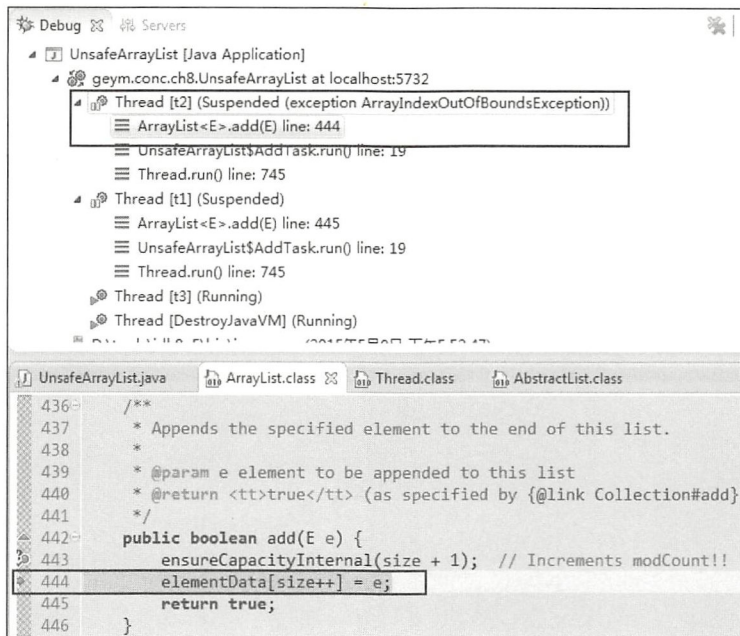 Debug Servers
UnsafeArrayList [Java Application]
geym.conc.ch8.UnsafeArrayList at localhost:5732
Thread [t2] (Suspended (exception ArrayIndexOutOfBoundsException))
ArrayList<E>.add(E) line: 444
UnsafeArrayList$AddTask.run() line: 19
Thread.run() line: 745
Thread [t1] (Suspended)
ArrayList<E>.add(E) line: 445
UnsafeArrayList$AddTask.run() line: 19
Thread.run() line: 745
Thread [t3] (Running)
Thread [DestroyJavaVM] (Running)
UnsafeArrayList.java ArrayList.class Thread.class AbstractList.class
436 /**
437 * Appends the specified element to the end of this list.
438 *
439 * @param e element to be appended to this list
440 * @return <tt>true</tt> (as specified by {@link Collection#add}
441 */
442 public boolean add(E e) {
443 ensureCapacityInternal(size + 1); // Increments modCount!!
444 elementData[size++] = e;
445 return true;
446 }